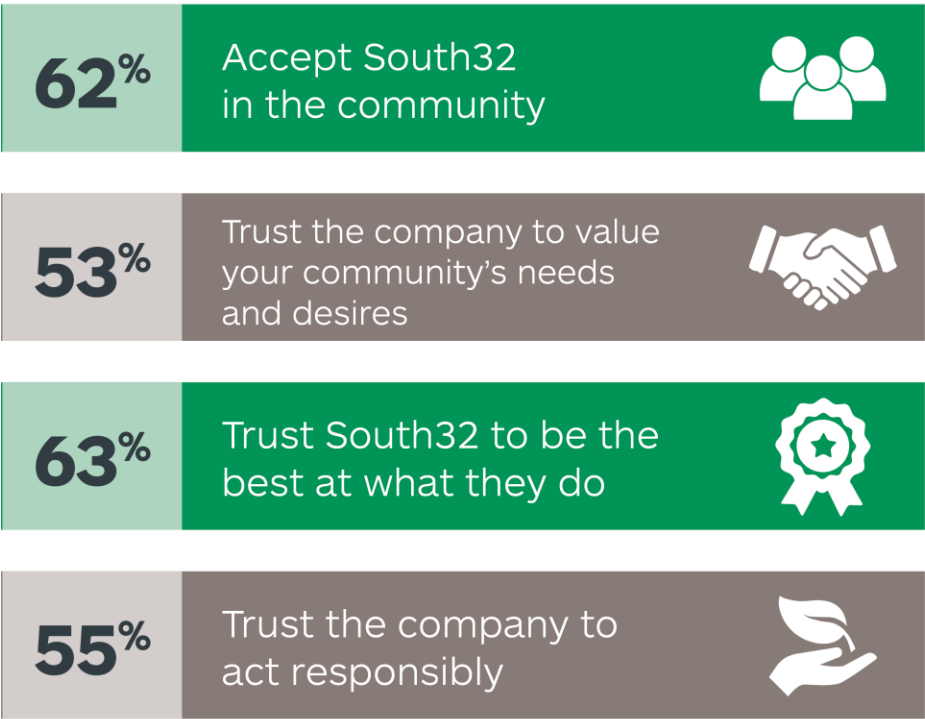 62%
Accept South32
in the community
53%
Trust the company to value
your community’s needs
and desires
63%
Trust South32 to be the
best at what they do
55%
Trust the company to
act responsibly